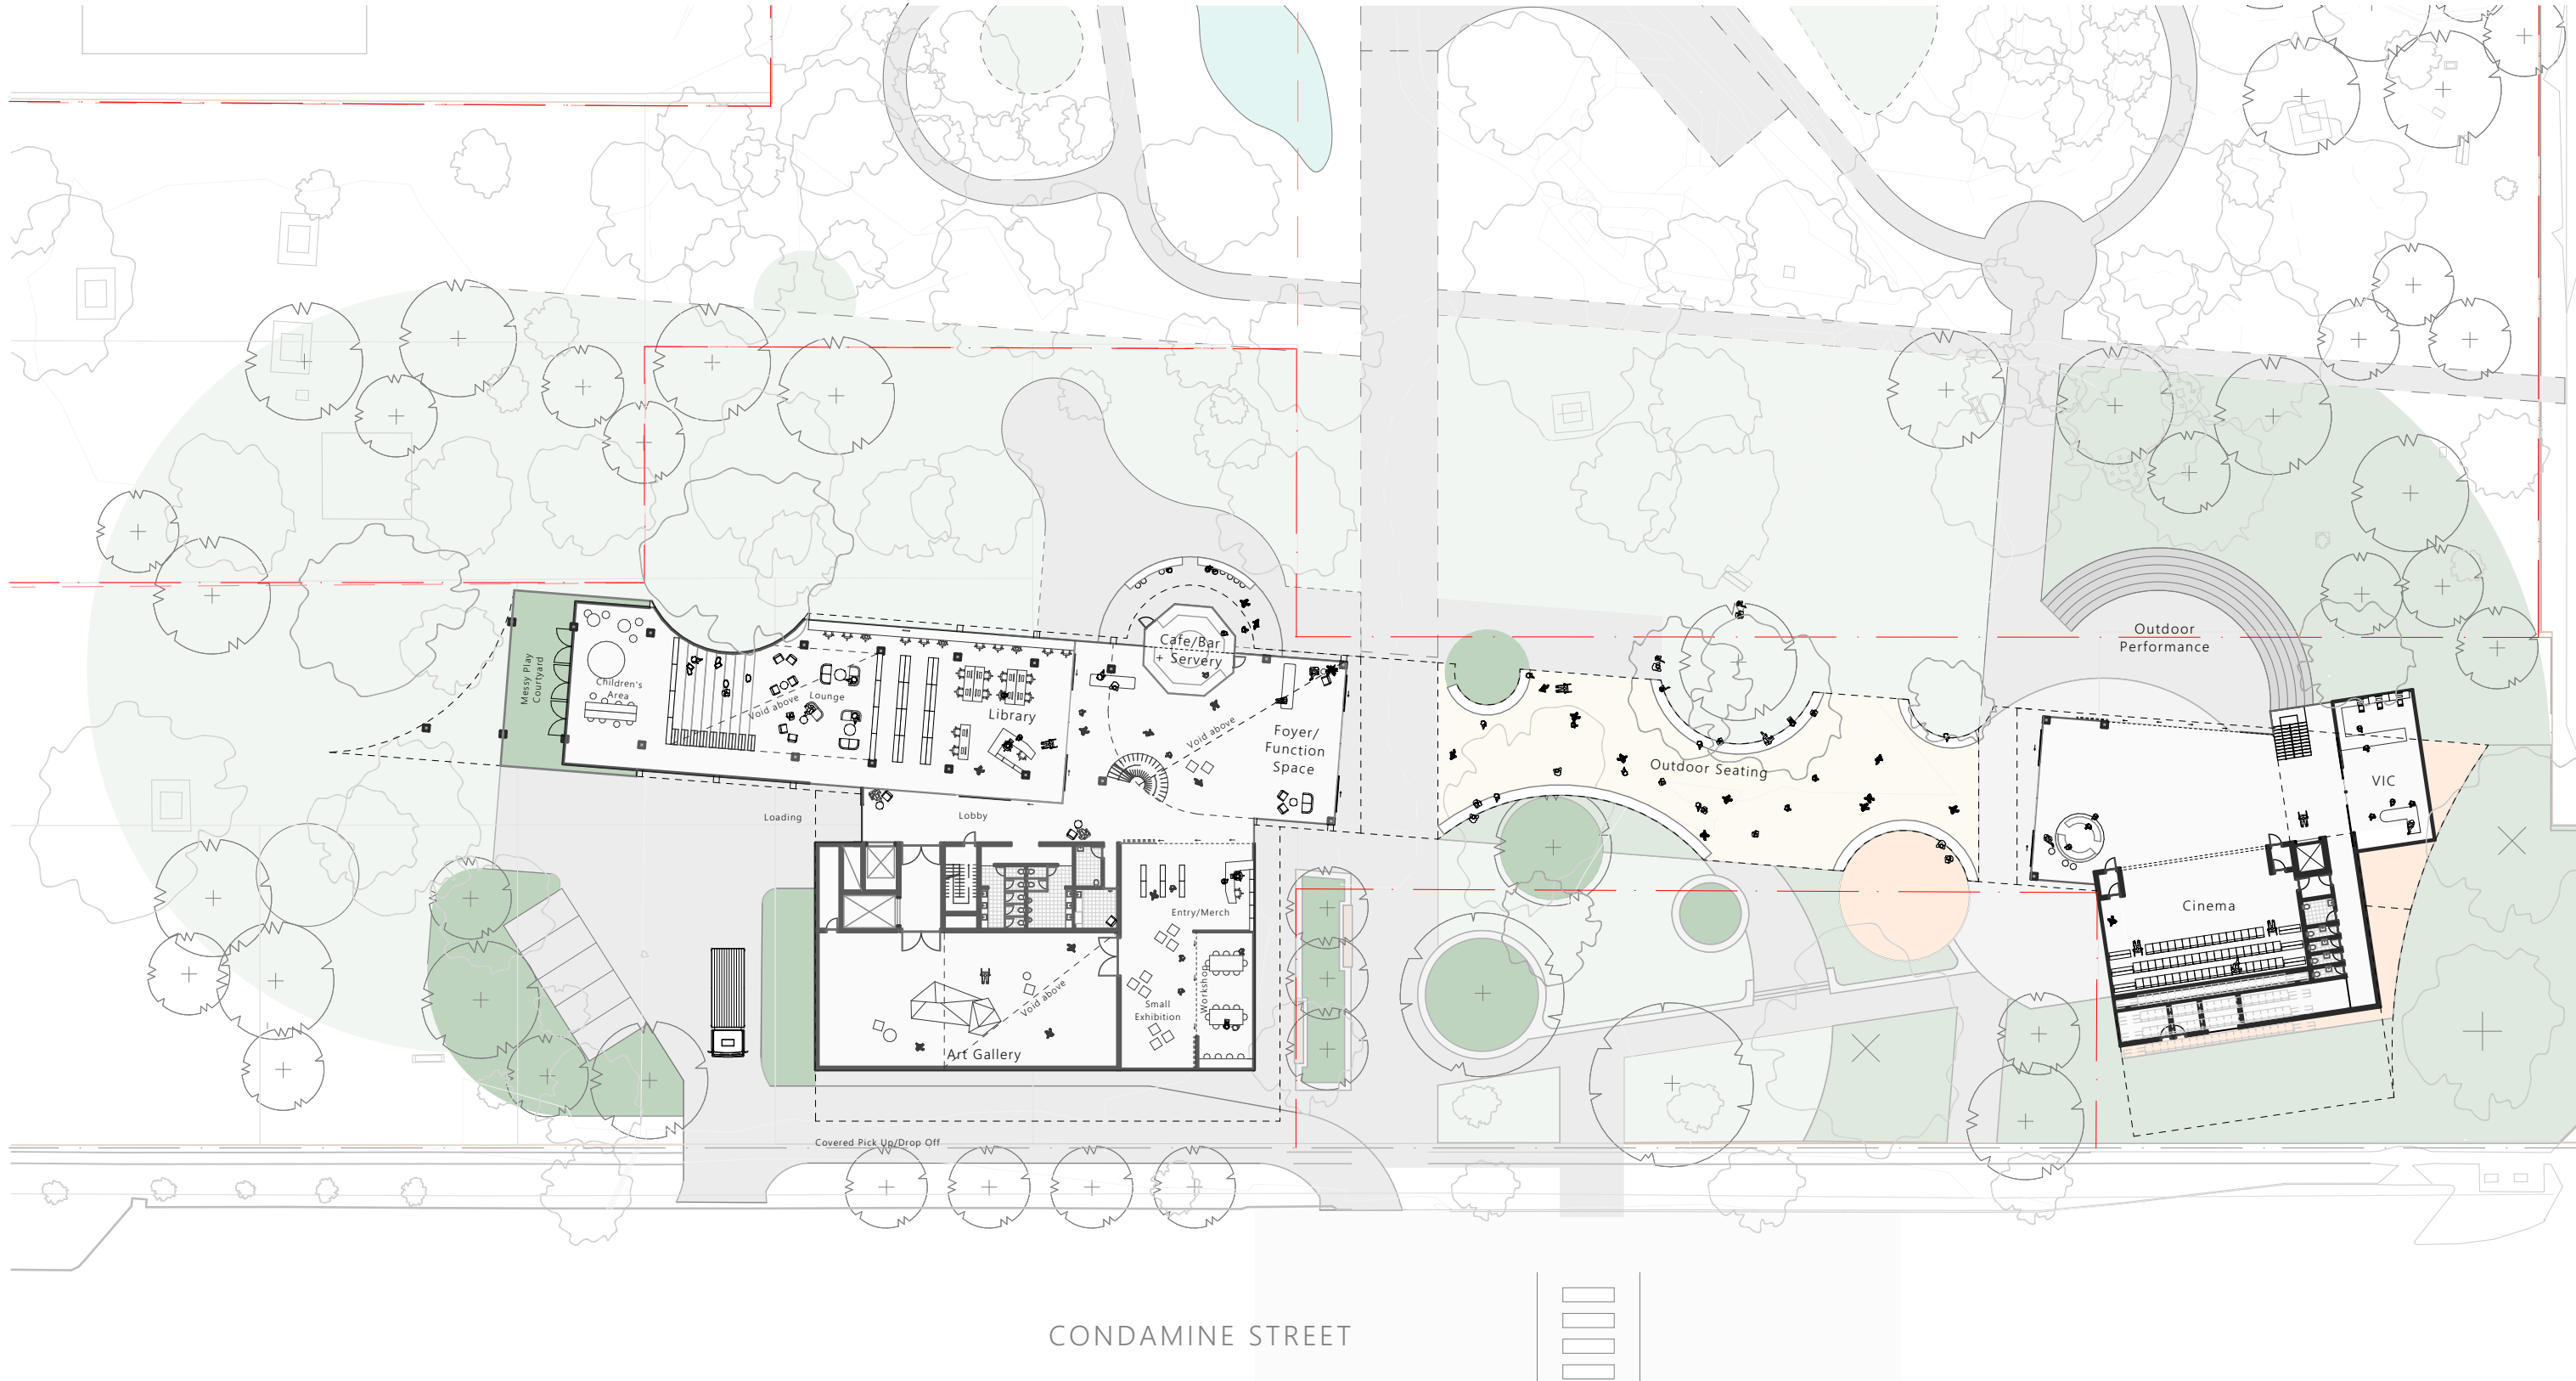 Outdoor
Performance
Cafe/Bar
+ Servery
Messy Play
Courtyard
Children's
Area
Lounge
Void above
Library
Void above
Foyer/
Function
Space
Outdoor Seating
VIC
Loading
Lobby
Cinema
Entry/Merch
Workshop
Void above
Small
Exhibition
Art Gallery
Covered Pick Up/Drop Off
CONDAMINE STREET